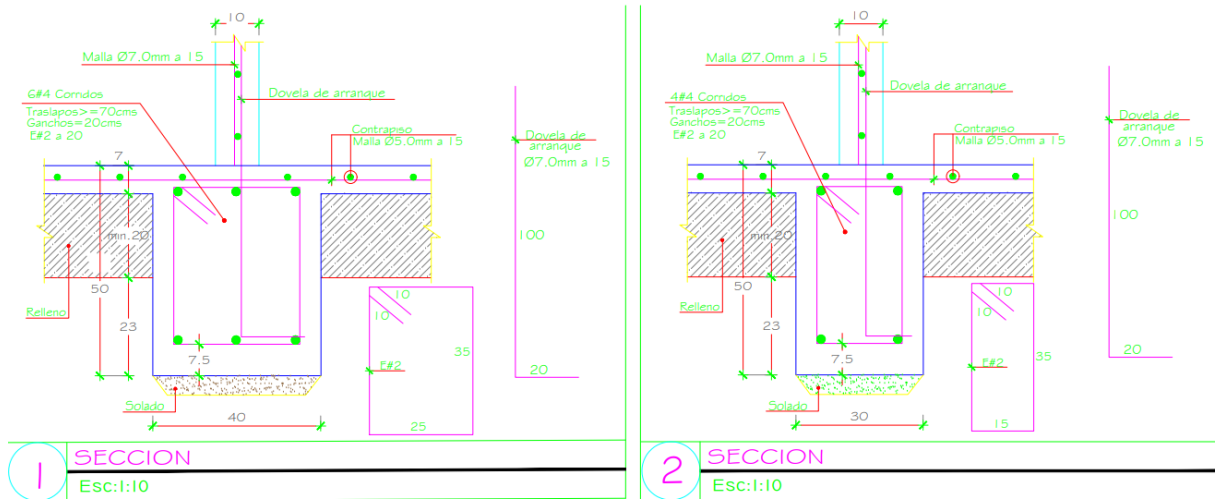 10
Malla Ø7.0mm a 15
6#4 Corridos
Traslapos>=70cms
Ganchos=20cms
E#2 a 20
Dovela de arranque
Contrapiso
Malla Ø5.0mm a 15
Dovela de
arranque
Ø7.0mm a 15
7
min.20
50
23
Relleno
7.5
Solado
40
10
10
E#2
35
25
100
20
1
SECCION
Esc:1:10
10
Malla Ø7.0mm a 15
4#4 Corridos
Traslapos>=70cms
Ganchos=20cms
E#2 a 20
Dovela de arranque
Contrapiso
Malla Ø5.0mm a 15
Dovela de
arranque
Ø7.0mm a 15
7
min.20
50
23
Relleno
7.5
Solado
30
10
10
E#2
35
15
100
20
2
SECCION
Esc:1:10